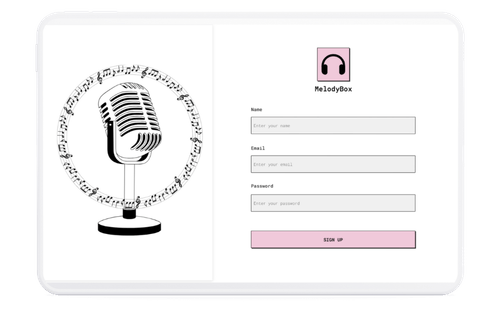 MelodyBox
Name
Enter your name
Email
Enter your email
Password
Enter your password
SIGN UP